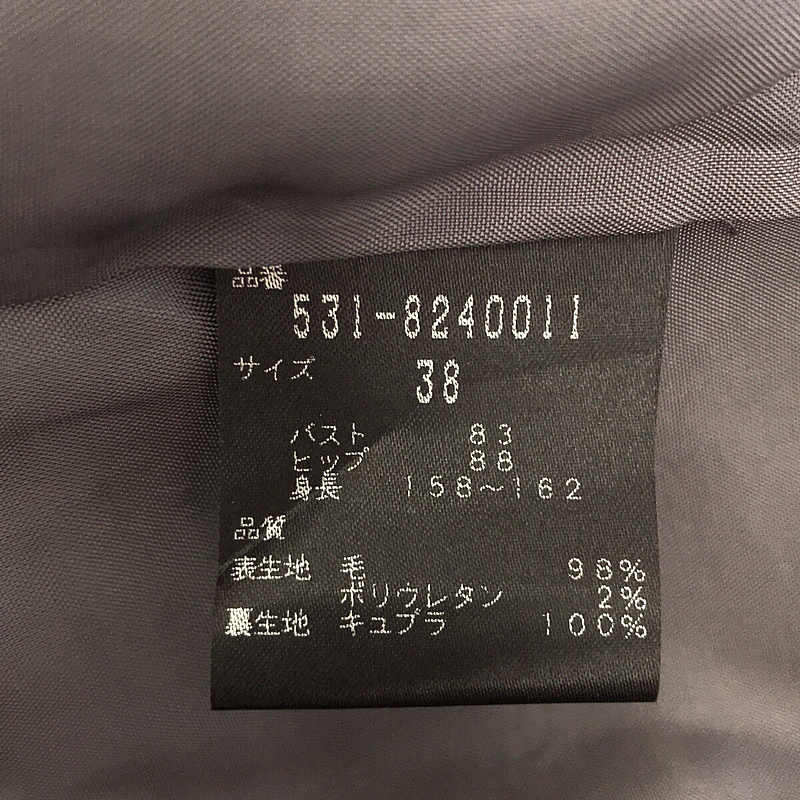 品番
531-8240011
サイズ 38
バスト 83
ヒップ 88
身長 158~162
品質
表生地 毛 98%
ポリウレタン 2%
裏生地 キュプラ 100%